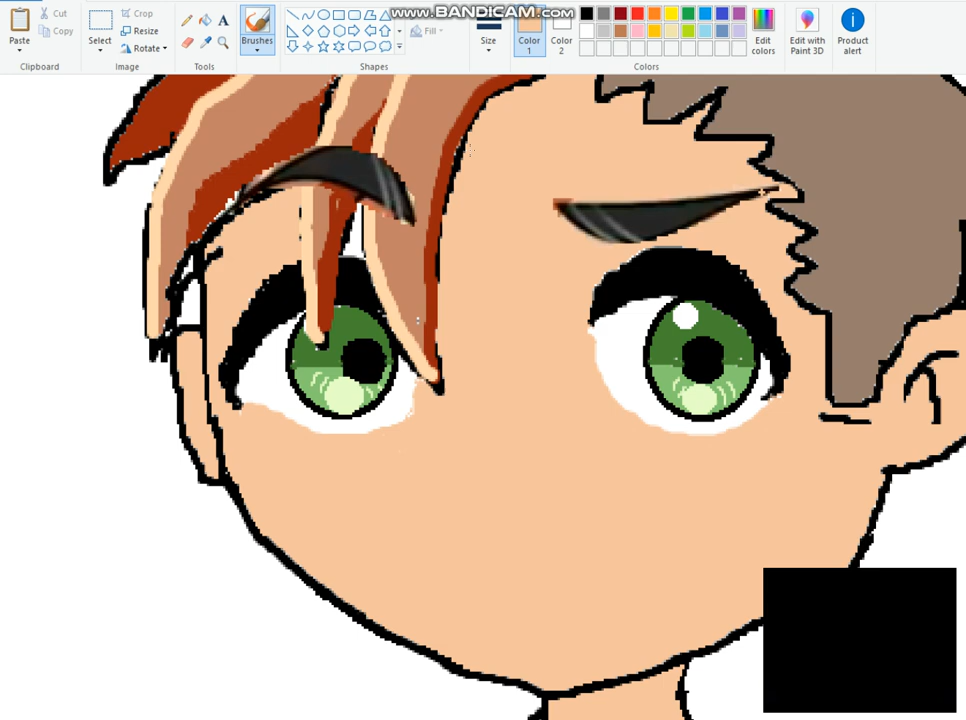 www.BANDICAM.com
Paste
Cut
Copy
Select
Crop
Resize
Rotate
A
Brushes
Size
Fill
Color 1
Color 2
Edit colors
Edit with Paint 3D
Product alert
Clipboard
Image
Tools
Shapes
Colors